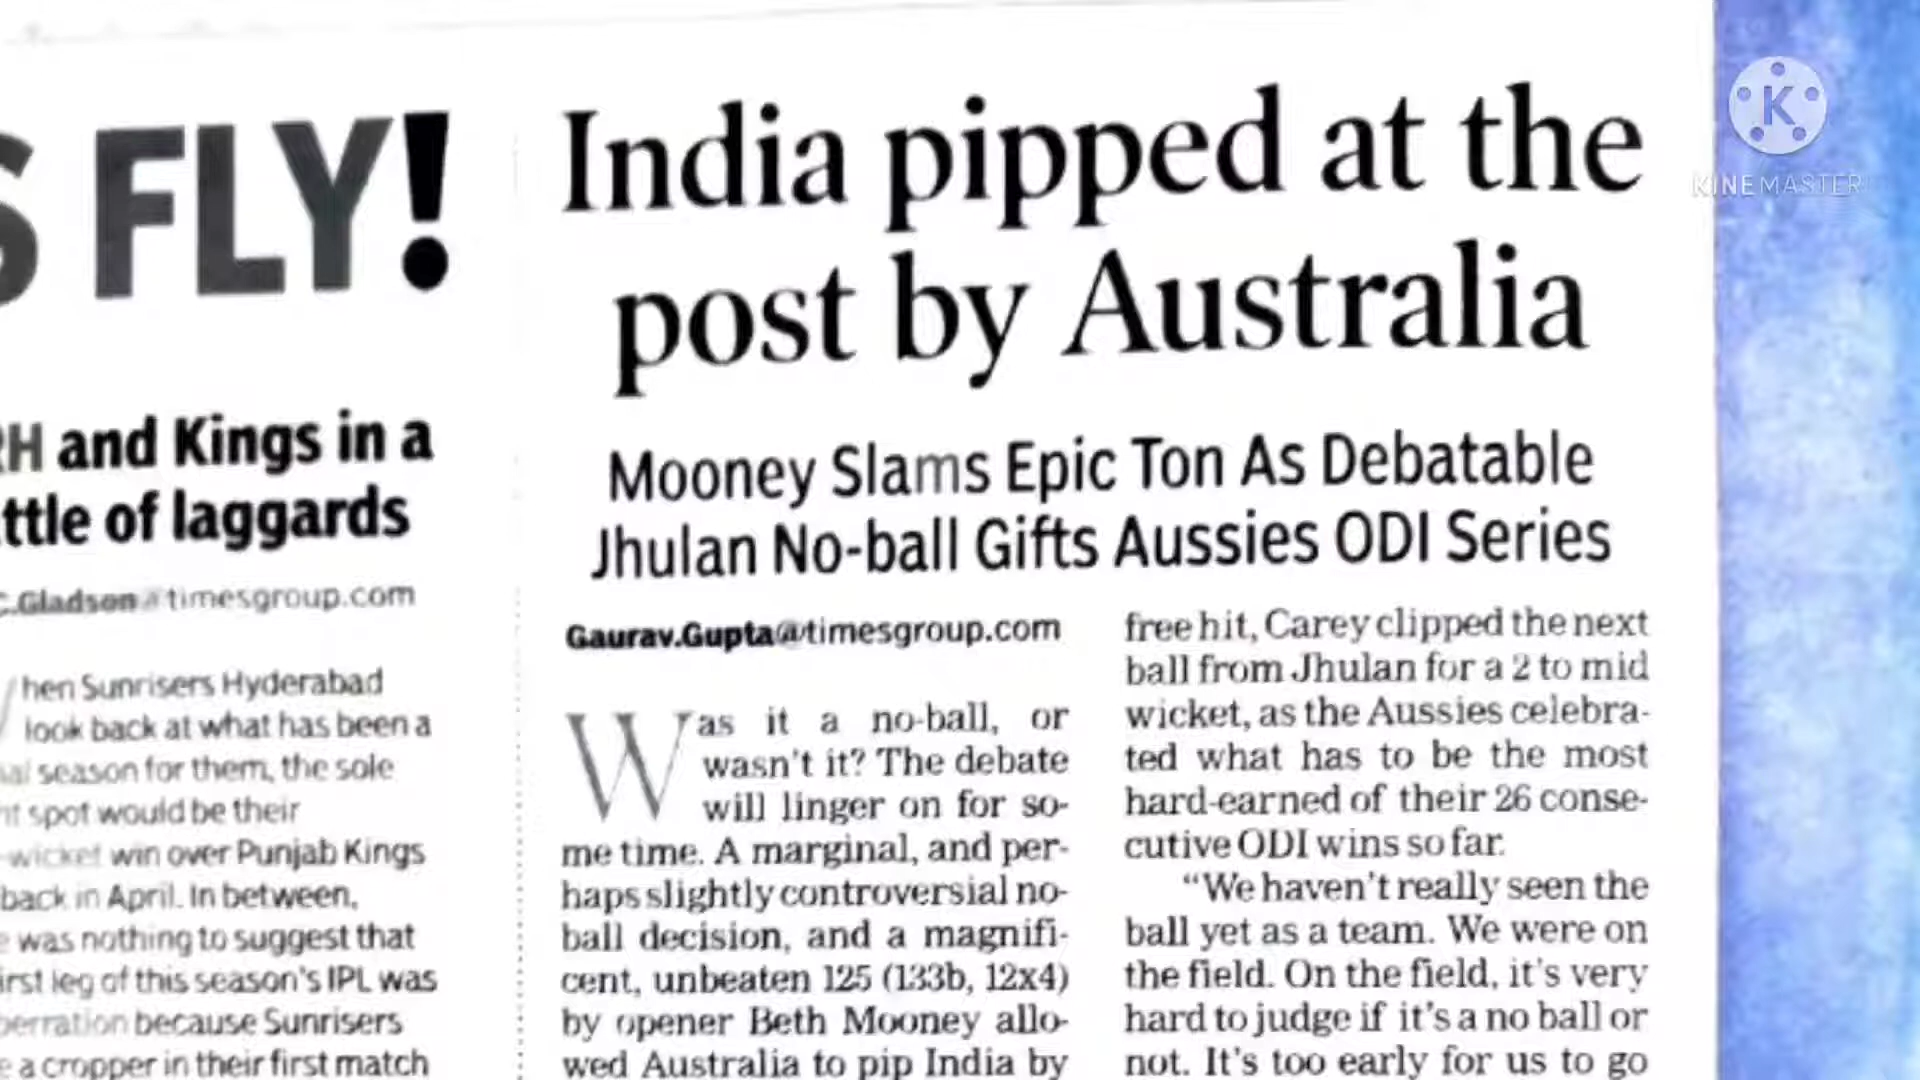 S FLY!
RH and Kings in a
ttle of laggards
C.Gladson@timesgroup.com
hen Sunrisers Hyderabad
look back at what has been a
season for them, the sole
spot would be their
-wicket win over Punjab Kings
back in April. In between,
was nothing to suggest that
irst leg of this season's IPL was
because Sunrisers
a cropper in their first match
India pipped at the
post by Australia
Mooney Slams Epic Ton As Debatable
Jhulan No-ball Gifts Aussies ODI Series
Gaurav.Gupta@timesgroup.com
Was it a no-ball, or
wasn't it? The debate
will linger on for so-
me time. A marginal, and per-
haps slightly controversial no-
ball decision, and a magnifi-
cent, unbeaten 125 (133b, 12x4)
by opener Beth Mooney allo-
wed Australia to pip India by
free hit, Carey clipped the next
ball from Jhulan for a 2 to mid
wicket, as the Aussies celebra-
ted what has to be the most
hard-earned of their 26 conse-
cutive ODI wins so far.
"We haven't really seen the
ball yet as a team. We were on
the field. On the field, it's very
hard to judge if it's a no ball or
not. It's too early for us to go
K
KINEMASTER